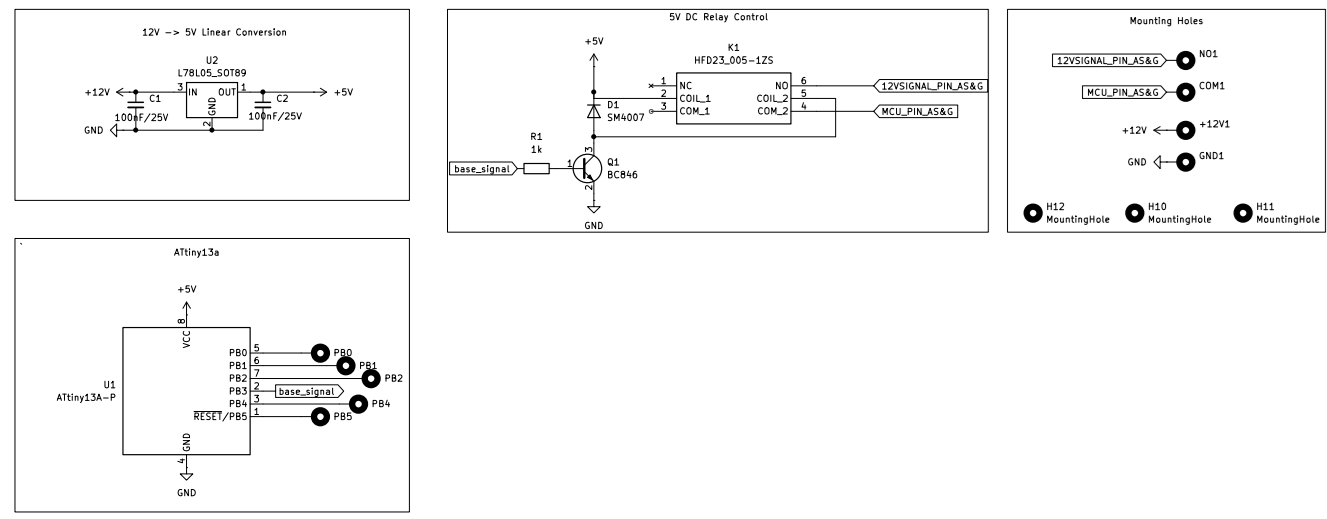 12V -> 5V Linear Conversion
U2
L78L05_SOT89
+12V
3
IN
OUT
1
+5V
GND
2
C1
100nF/25V
C2
100nF/25V
GND
5V DC Relay Control
+5V
K1
HFD23_005-1ZS
1
NC
NO
6
12VSIGNAL_PIN_AS&G
2
COIL_1
COIL_2
5
3
COM_1
COM_2
4
MCU_PIN_AS&G
D1
SM4007
R1
1k
base_signal
1
3
Q1
BC846
2
GND
Mounting Holes
12VSIGNAL_PIN_AS&G
NO1
MCU_PIN_AS&G
COM1
+12V
+12V1
GND
GND1
H12
MountingHole
H10
MountingHole
H11
MountingHole
ATtiny13a
+5V
8
VCC
U1
ATtiny13A-P
PB0
5
PB0
PB1
6
PB1
PB2
7
PB2
PB3
2
base_signal
PB4
3
PB4
RESET/PB5
1
PB5
GND
4
GND